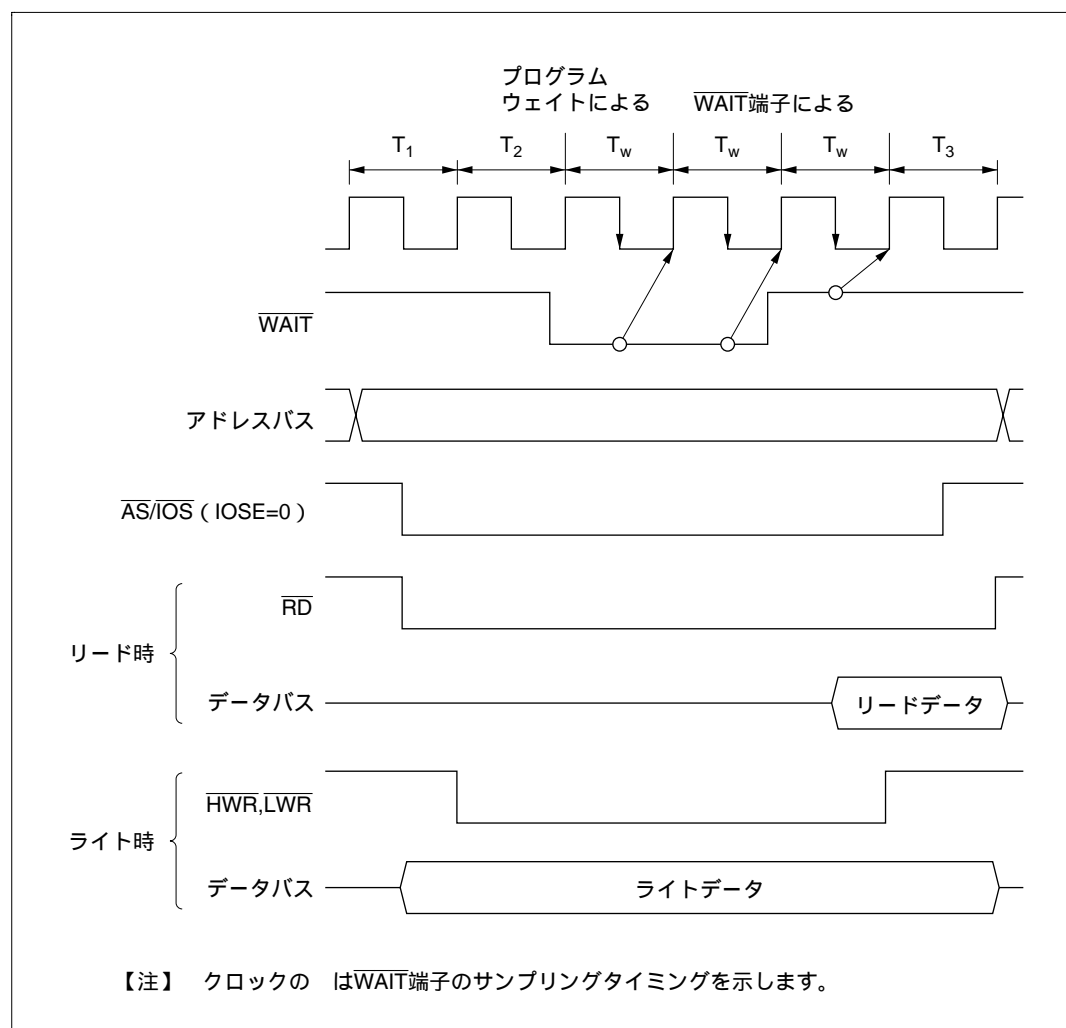 プログラム
ウェイトによる WAIT端子による
T1 T2 Tw Tw Tw T3
WAIT
アドレスバス
AS/IOS（IOSE=0）
RD
リード時
データバス リードデータ
HWR,LWR
ライト時
データバス ライトデータ
【注】 クロックの はWAIT端子のサンプリングタイミングを示します。